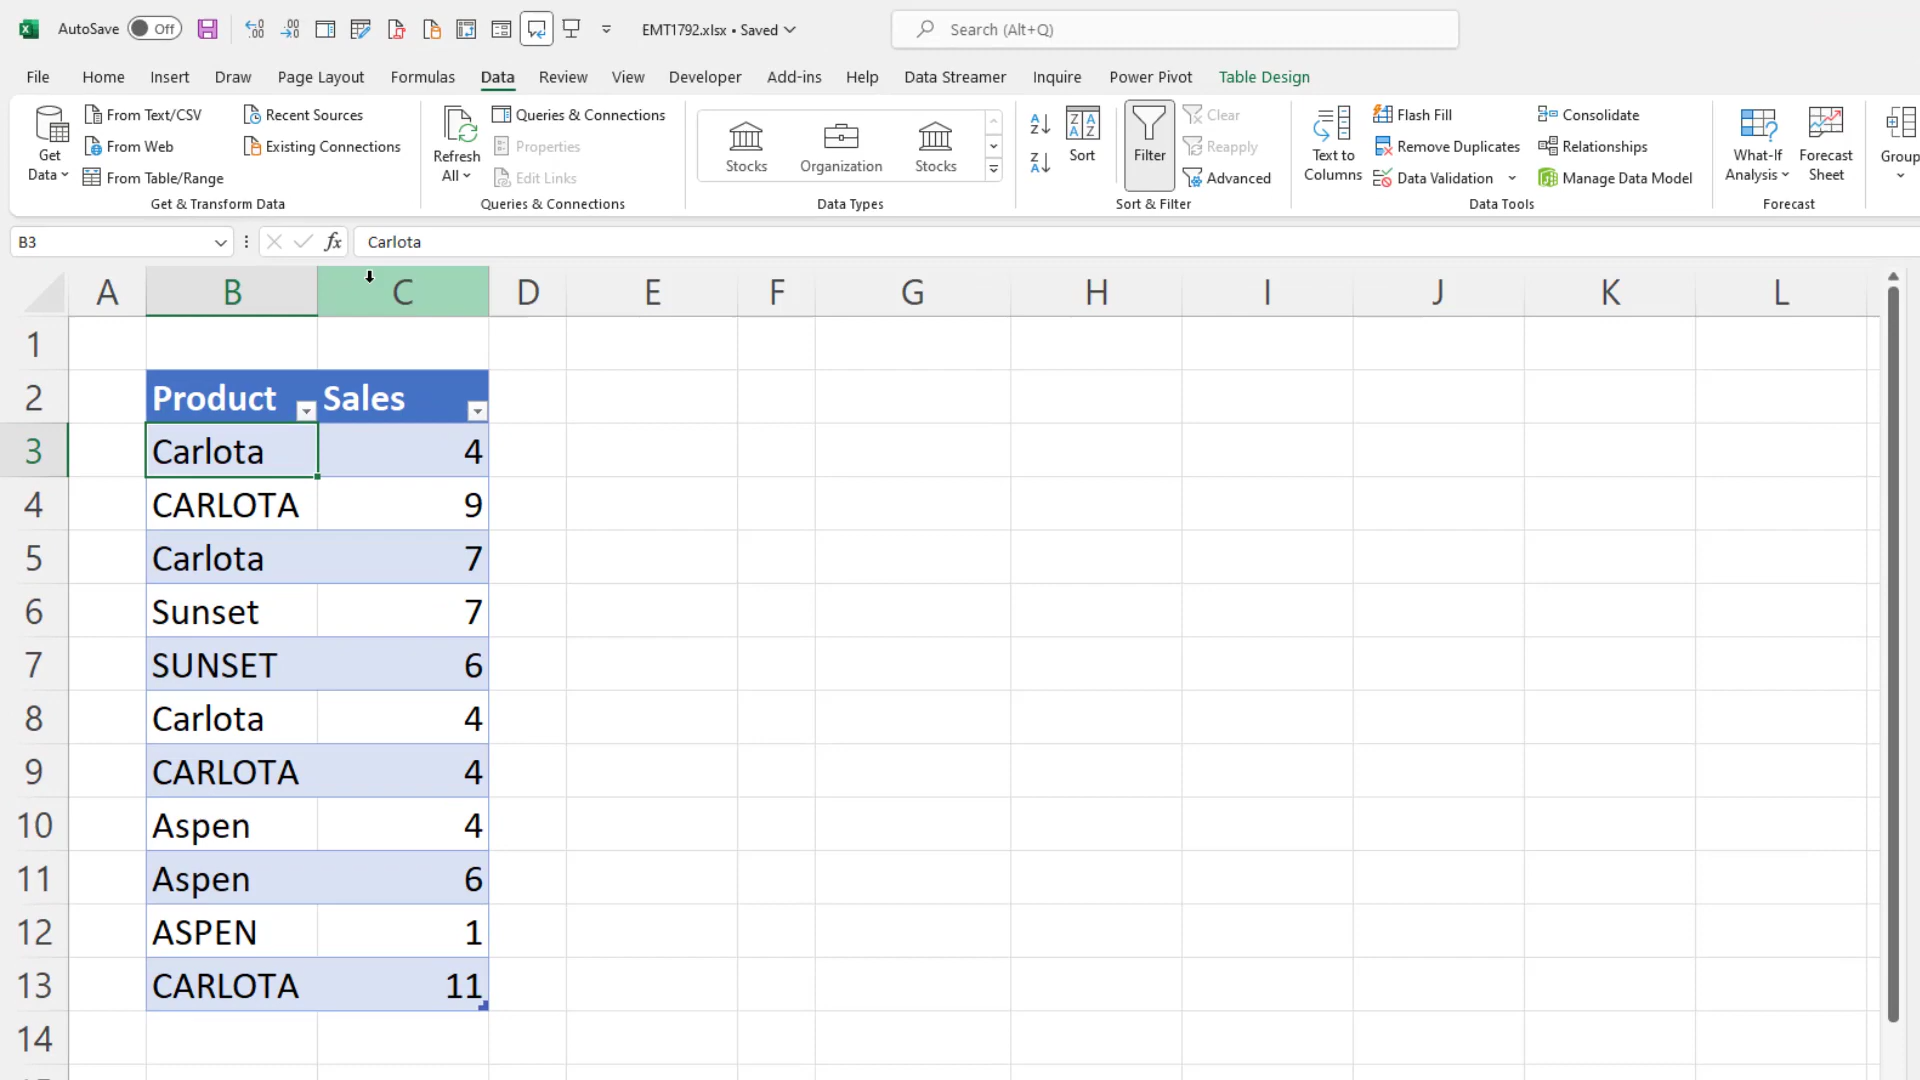 AutoSave Off EMT1792.xlsx • Saved Search (Alt+Q)
File Home Insert Draw Page Layout Formulas Data Review View Developer Add-ins Help Data Streamer Inquire Power Pivot Table Design
Get Data
From Text/CSV
From Web
From Table/Range
Recent Sources
Existing Connections
Get & Transform Data
Refresh All
Queries & Connections
Properties
Edit Links
Queries & Connections
Stocks Organization Stocks
Data Types
Sort
Filter
Clear
Reapply
Advanced
Sort & Filter
Text to Columns
Flash Fill
Remove Duplicates
Data Validation
Consolidate
Relationships
Manage Data Model
Data Tools
What-If Analysis
Forecast Sheet
Forecast
Group
B3 fx Carlota
A B C D E F G H I J K L
1
2 Product Sales
3 Carlota 4
4 CARLOTA 9
5 Carlota 7
6 Sunset 7
7 SUNSET 6
8 Carlota 4
9 CARLOTA 4
10 Aspen 4
11 Aspen 6
12 ASPEN 1
13 CARLOTA 11
14